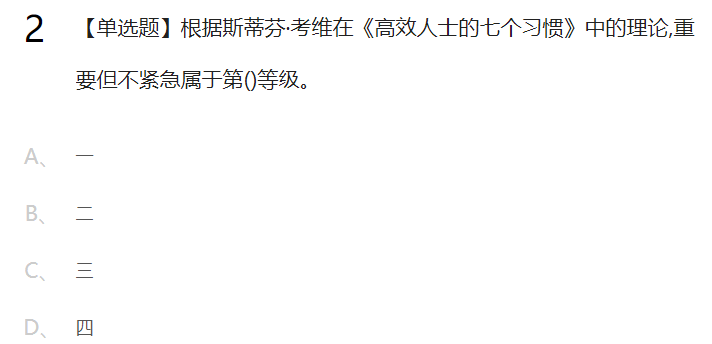 2 【单选题】根据斯蒂芬·考维在《高效人士的七个习惯》中的理论,重
要但不紧急属于第()等级。
A、 一
B、 二
C、 三
D、 四